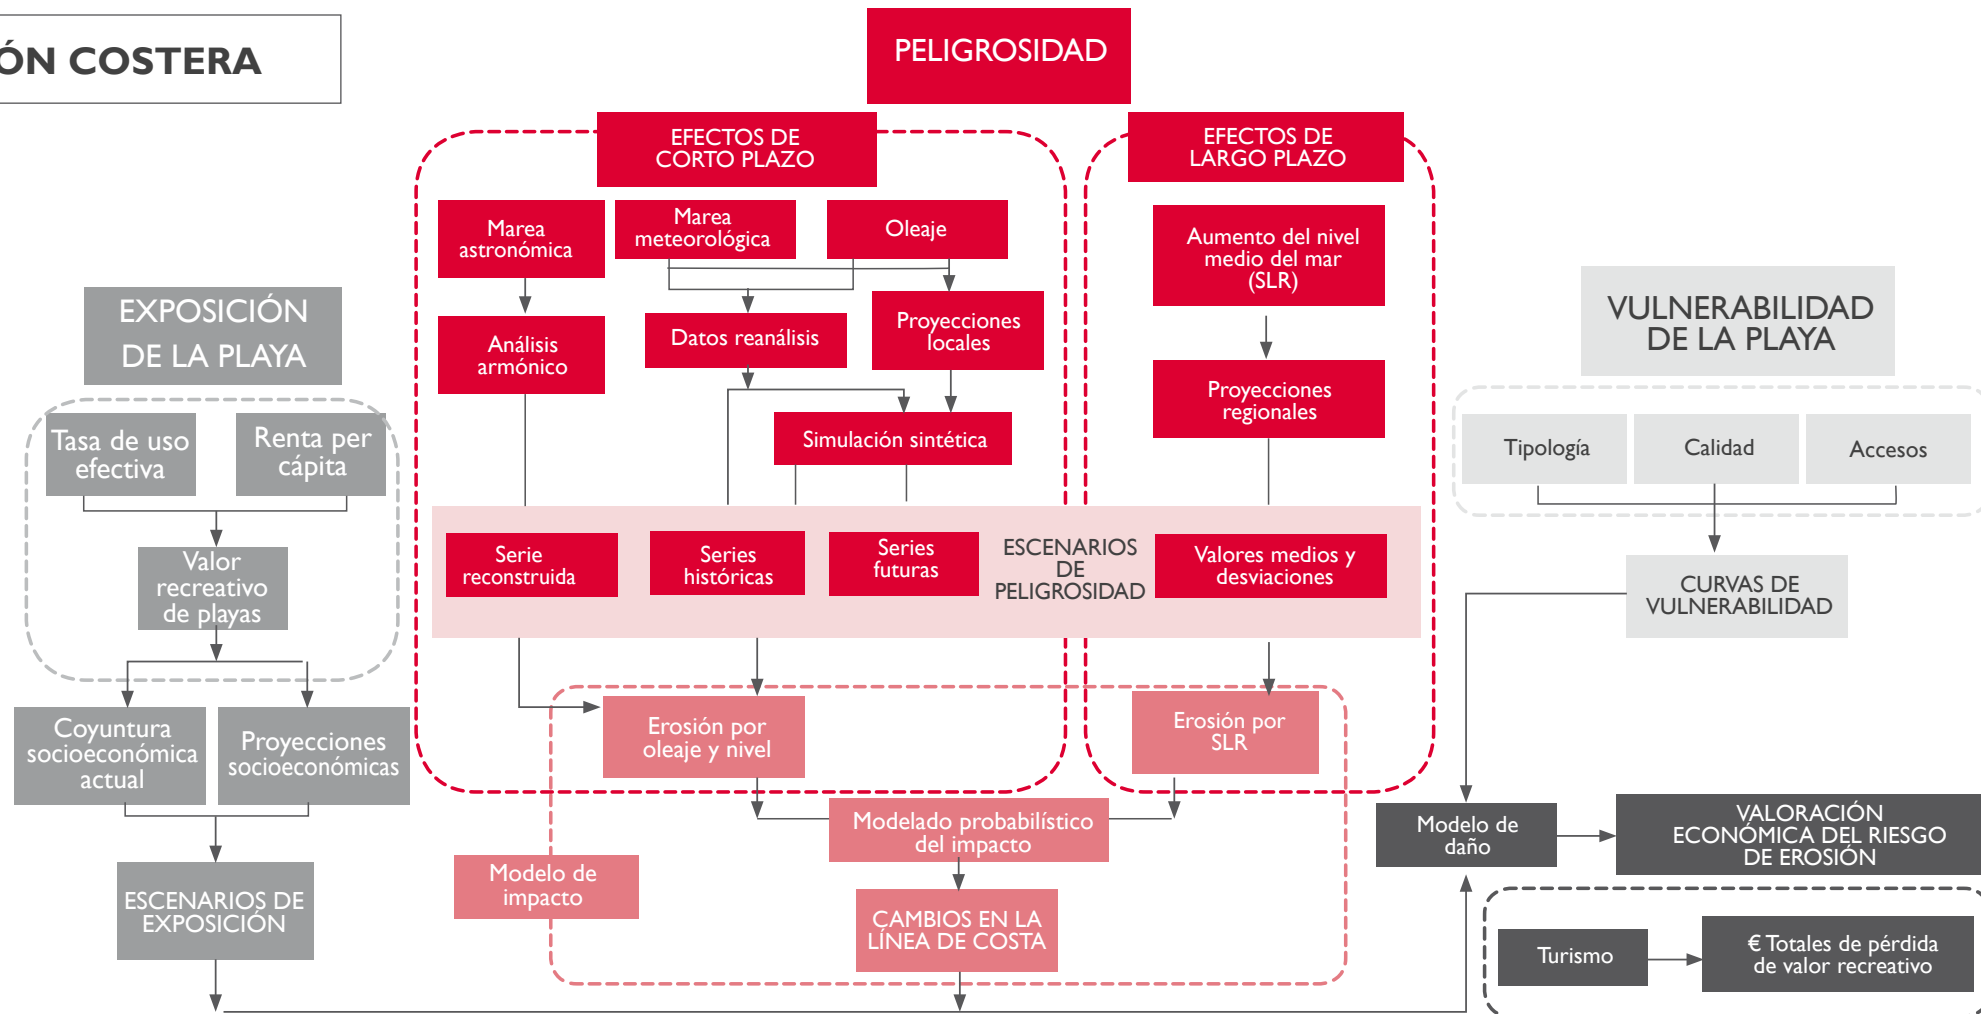 ÓN COSTERA
PELIGROSIDAD
EFECTOS DE
CORTO PLAZO
EFECTOS DE
LARGO PLAZO
Marea
astronómica
Marea
meteorológica
Oleaje
Aumento del nivel
medio del mar
(SLR)
EXPOSICIÓN
DE LA PLAYA
VULNERABILIDAD
DE LA PLAYA
Análisis
armónico
Datos reanálisis
Proyecciones
locales
Proyecciones
regionales
Tasa de uso
efectiva
Renta per
cápita
Simulación sintética
Tipología
Calidad
Accesos
Valor
recreativo
de playas
Serie
reconstruida
Series
históricas
Series
futuras
ESCENARIOS
DE
PELIGROSIDAD
Valores medios y
desviaciones
CURVAS DE
VULNERABILIDAD
Coyuntura
socioeconómica
actual
Proyecciones
socioeconómicas
Erosión por
oleaje y nivel
Erosión por
SLR
Modelado probabilístico
del impacto
Modelo de
daño
VALORACIÓN
ECONÓMICA DEL RIESGO
DE EROSIÓN
ESCENARIOS DE
EXPOSICIÓN
Modelo de
impacto
CAMBIOS EN LA
LÍNEA DE COSTA
Turismo
€ Totales de pérdida
de valor recreativo